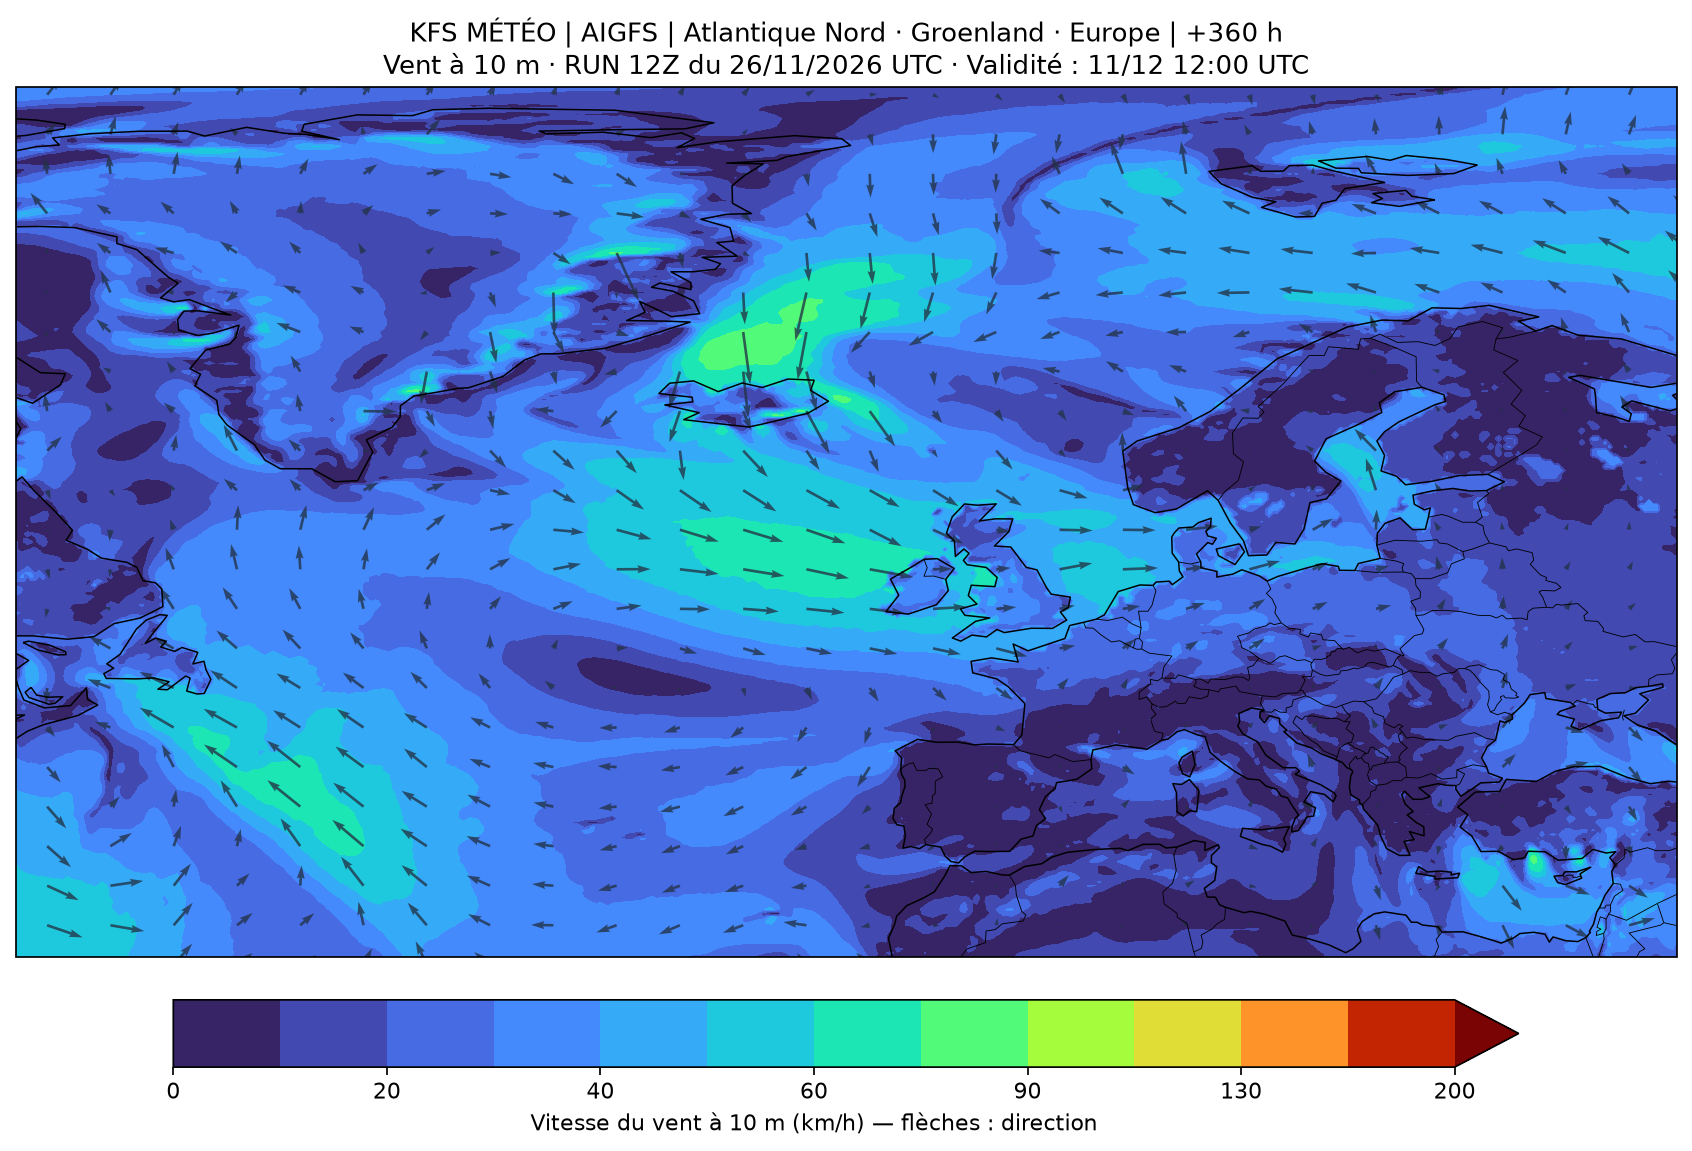 KFS MÉTÉO | AIGFS | Atlantique Nord · Groenland · Europe | +360 h
Vent à 10 m · RUN 12Z du 26/11/2026 UTC · Validité : 11/12 12:00 UTC
0 20 40 60 90 130 200
Vitesse du vent à 10 m (km/h) — flèches : direction